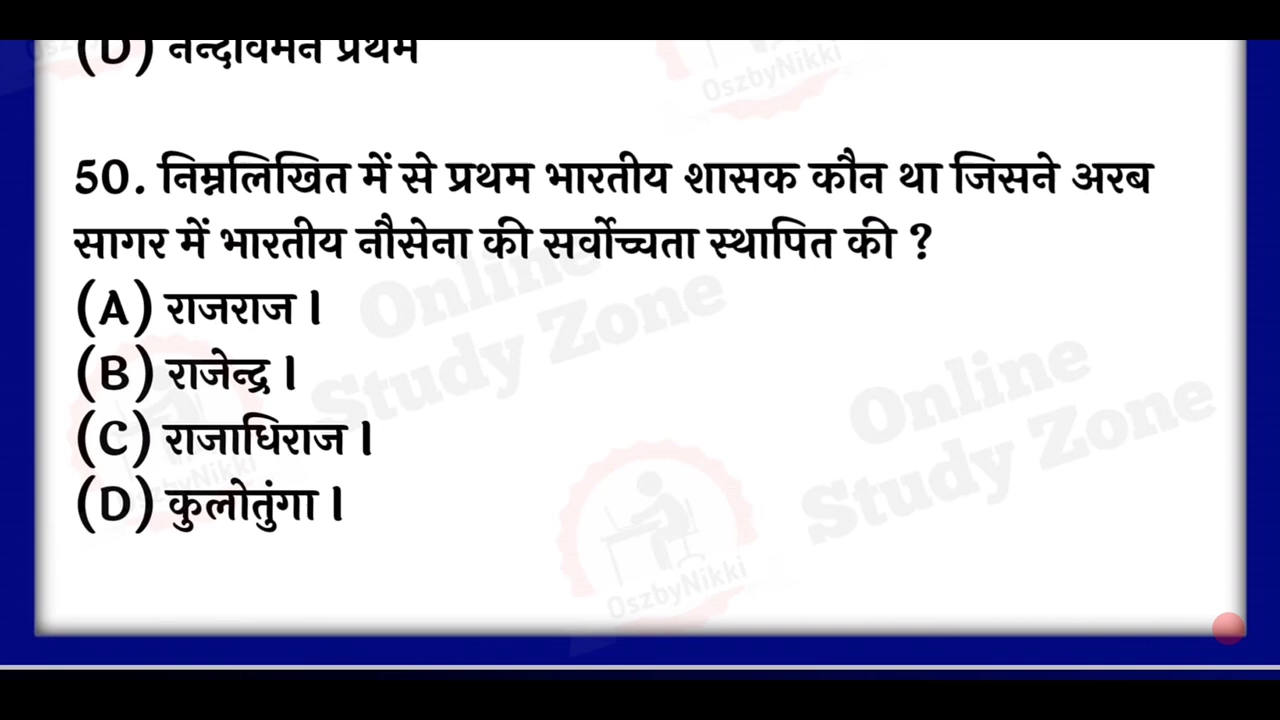 (D) नन्दीवर्मन प्रथम
50. निम्नलिखित में से प्रथम भारतीय शासक कौन था जिसने अरब
सागर में भारतीय नौसेना की सर्वोच्चता स्थापित की ?
(A) राजराज I
(B) राजेन्द्र I
(C) राजाधिराज I
(D) कुलोतुंगा I
Online
Study Zone
Online
Study Zone
OszbyNikki
OszbyNikki
OszbyNikki